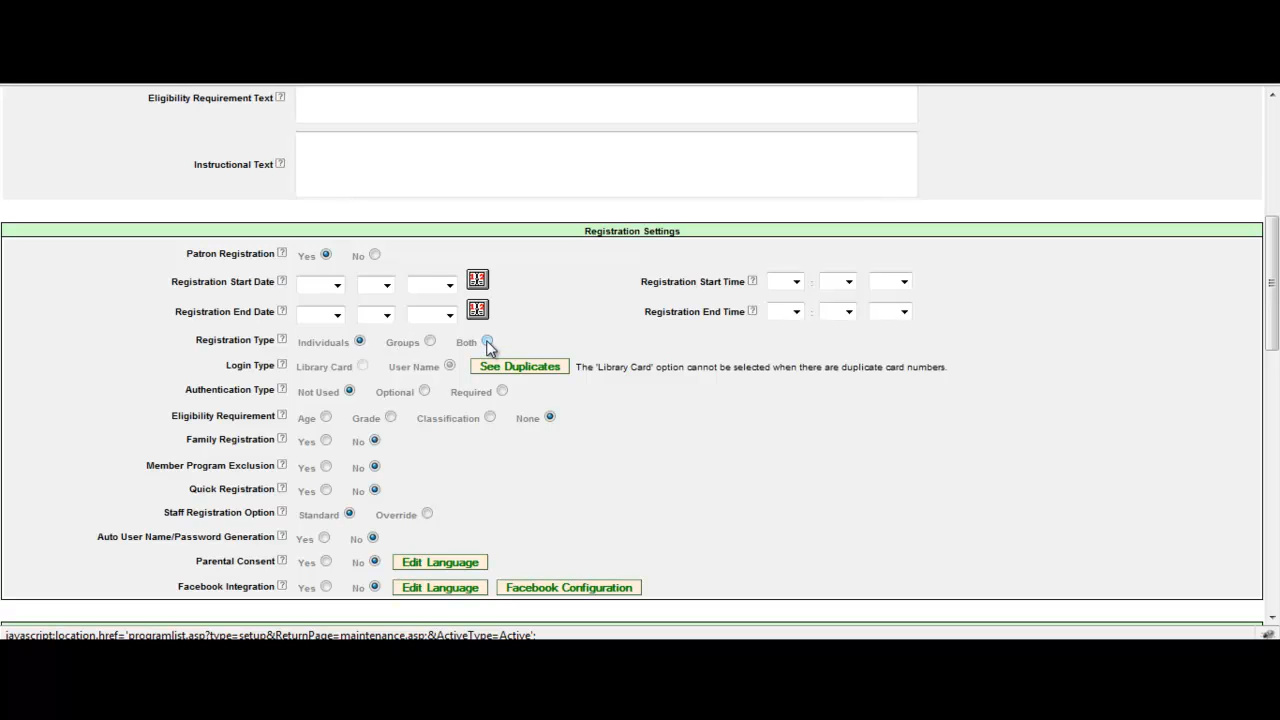 Eligibility Requirement Text ?
Instructional Text ?
Registration Settings
Patron Registration ? Yes No
Registration Start Date ? Registration Start Time ? :
Registration End Date ? Registration End Time ? :
Registration Type ? Individuals Groups Both
Login Type ? Library Card User Name See Duplicates The 'Library Card' option cannot be selected when there are duplicate card numbers.
Authentication Type ? Not Used Optional Required
Eligibility Requirement ? Age Grade Classification None
Family Registration ? Yes No
Member Program Exclusion ? Yes No
Quick Registration ? Yes No
Staff Registration Option ? Standard Override
Auto User Name/Password Generation ? Yes No
Parental Consent ? Yes No Edit Language
Facebook Integration ? Yes No Edit Language Facebook Configuration
javascript:location.href='programlist.asp?type=setup&ReturnPage=maintenance.asp;&ActiveType=Active';